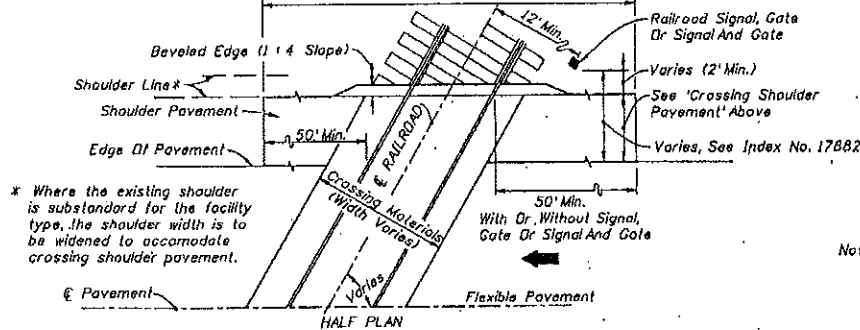 12' Min.
Railroad Signal, Gate
Or Signal And Gate
Beveled Edge (1 : 4 Slope)
Varies (2' Min.)
Shoulder Line*
See 'Crossing Shoulder
Pavement' Above
Shoulder Pavement
50' Min.
℄ RAILROAD
Varies, See Index No. 17882
Edge Of Pavement
Crossing Materials
(Width Varies)
50' Min.
With Or Without Signal,
Gate Or Signal And Gate
* Where the existing shoulder
is substandard for the facility
type, the shoulder width is to
be widened to accomodate
crossing shoulder pavement.
Varies
℄ Pavement
Flexible Pavement
HALF PLAN